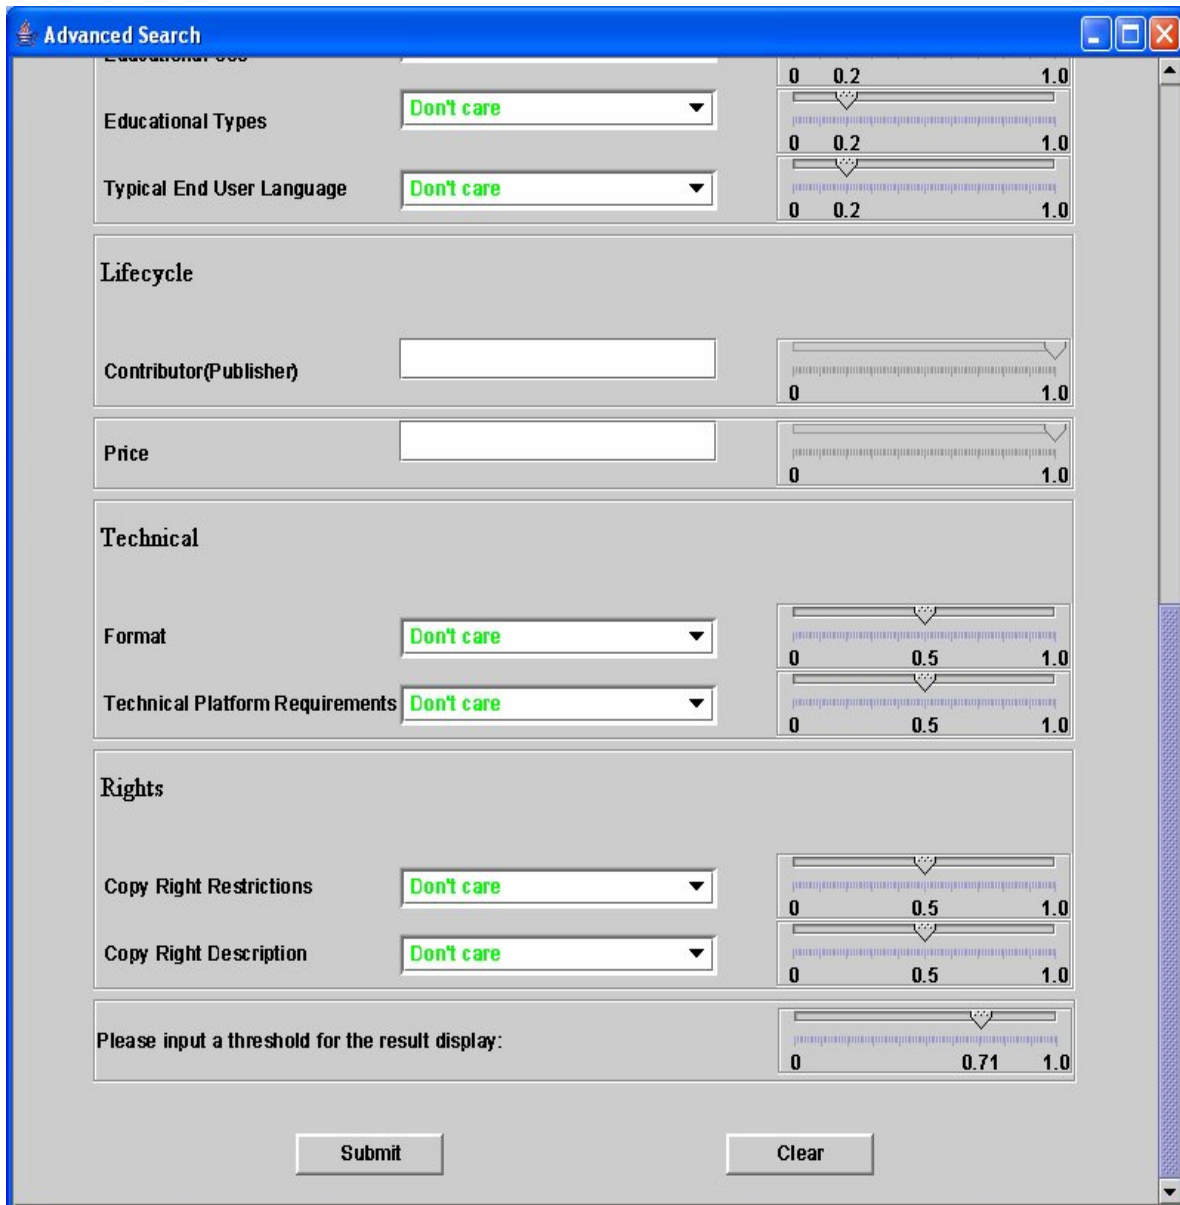 Advanced Search
0 0.2 1.0
Educational Types Don't care
0 0.2 1.0
Typical End User Language Don't care
0 0.2 1.0
Lifecycle
Contributor(Publisher)
0 1.0
Price
0 1.0
Technical
Format Don't care
0 0.5 1.0
Technical Platform Requirements Don't care
0 0.5 1.0
Rights
Copy Right Restrictions Don't care
0 0.5 1.0
Copy Right Description Don't care
0 0.5 1.0
Please input a threshold for the result display:
0 0.71 1.0
Submit Clear